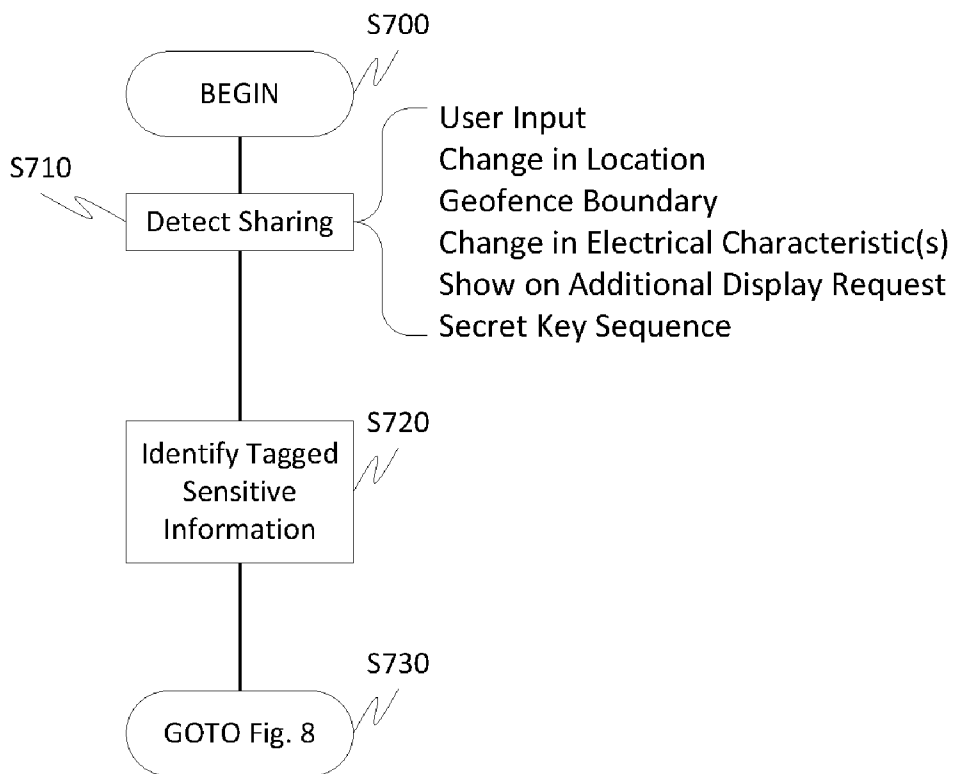 S700
BEGIN
S710
Detect Sharing
User Input
Change in Location
Geofence Boundary
Change in Electrical Characteristic(s)
Show on Additional Display Request
Secret Key Sequence
S720
Identify Tagged
Sensitive
Information
S730
GOTO Fig. 8